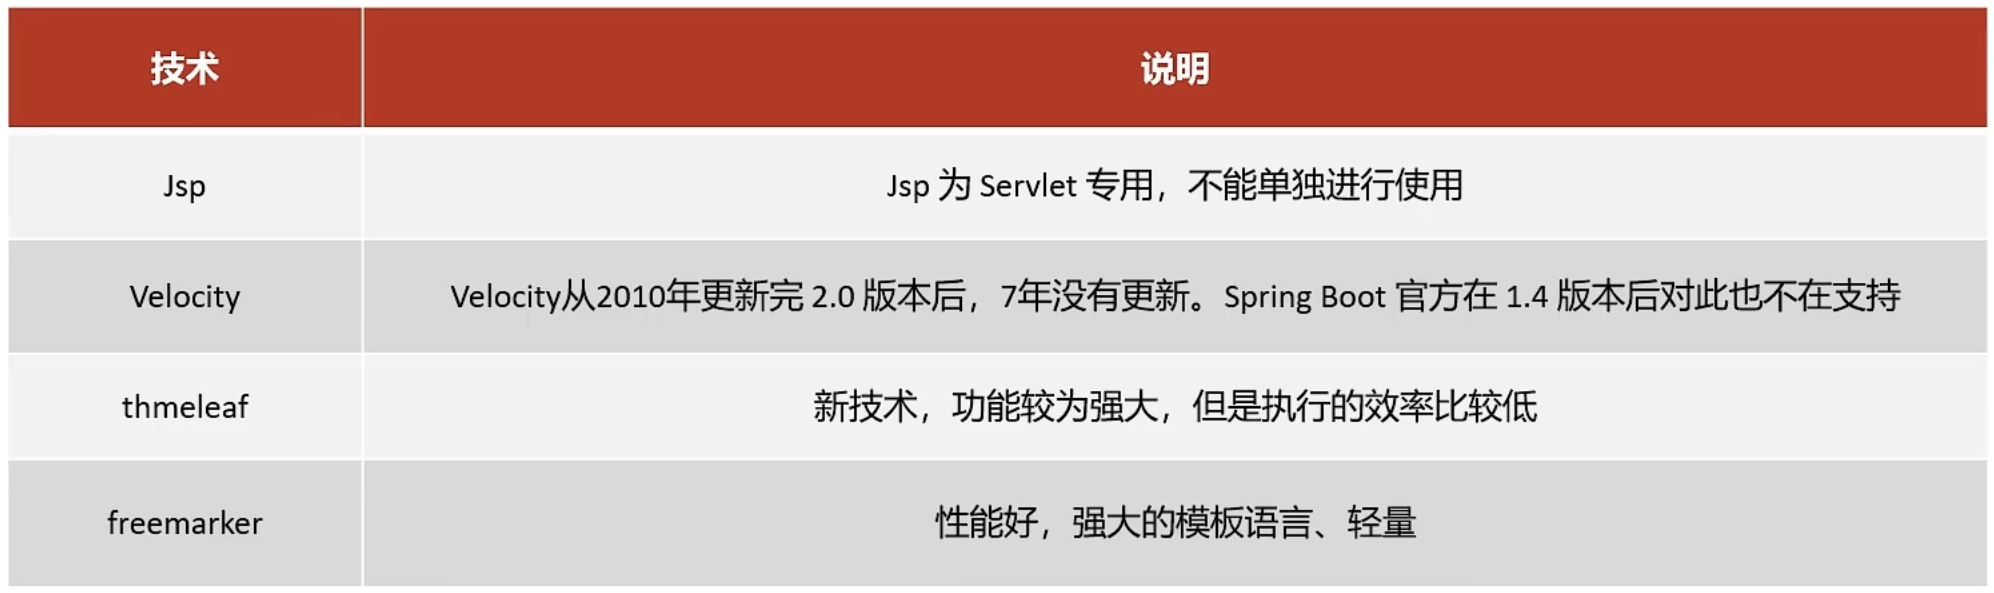 技术
说明
Jsp
Jsp 为 Servlet 专用，不能单独进行使用
Velocity
Velocity从2010年更新完 2.0 版本后，7年没有更新。Spring Boot 官方在 1.4 版本后对此也不在支持
thmeleaf
新技术，功能较为强大，但是执行的效率比较低
freemarker
性能好，强大的模板语言、轻量